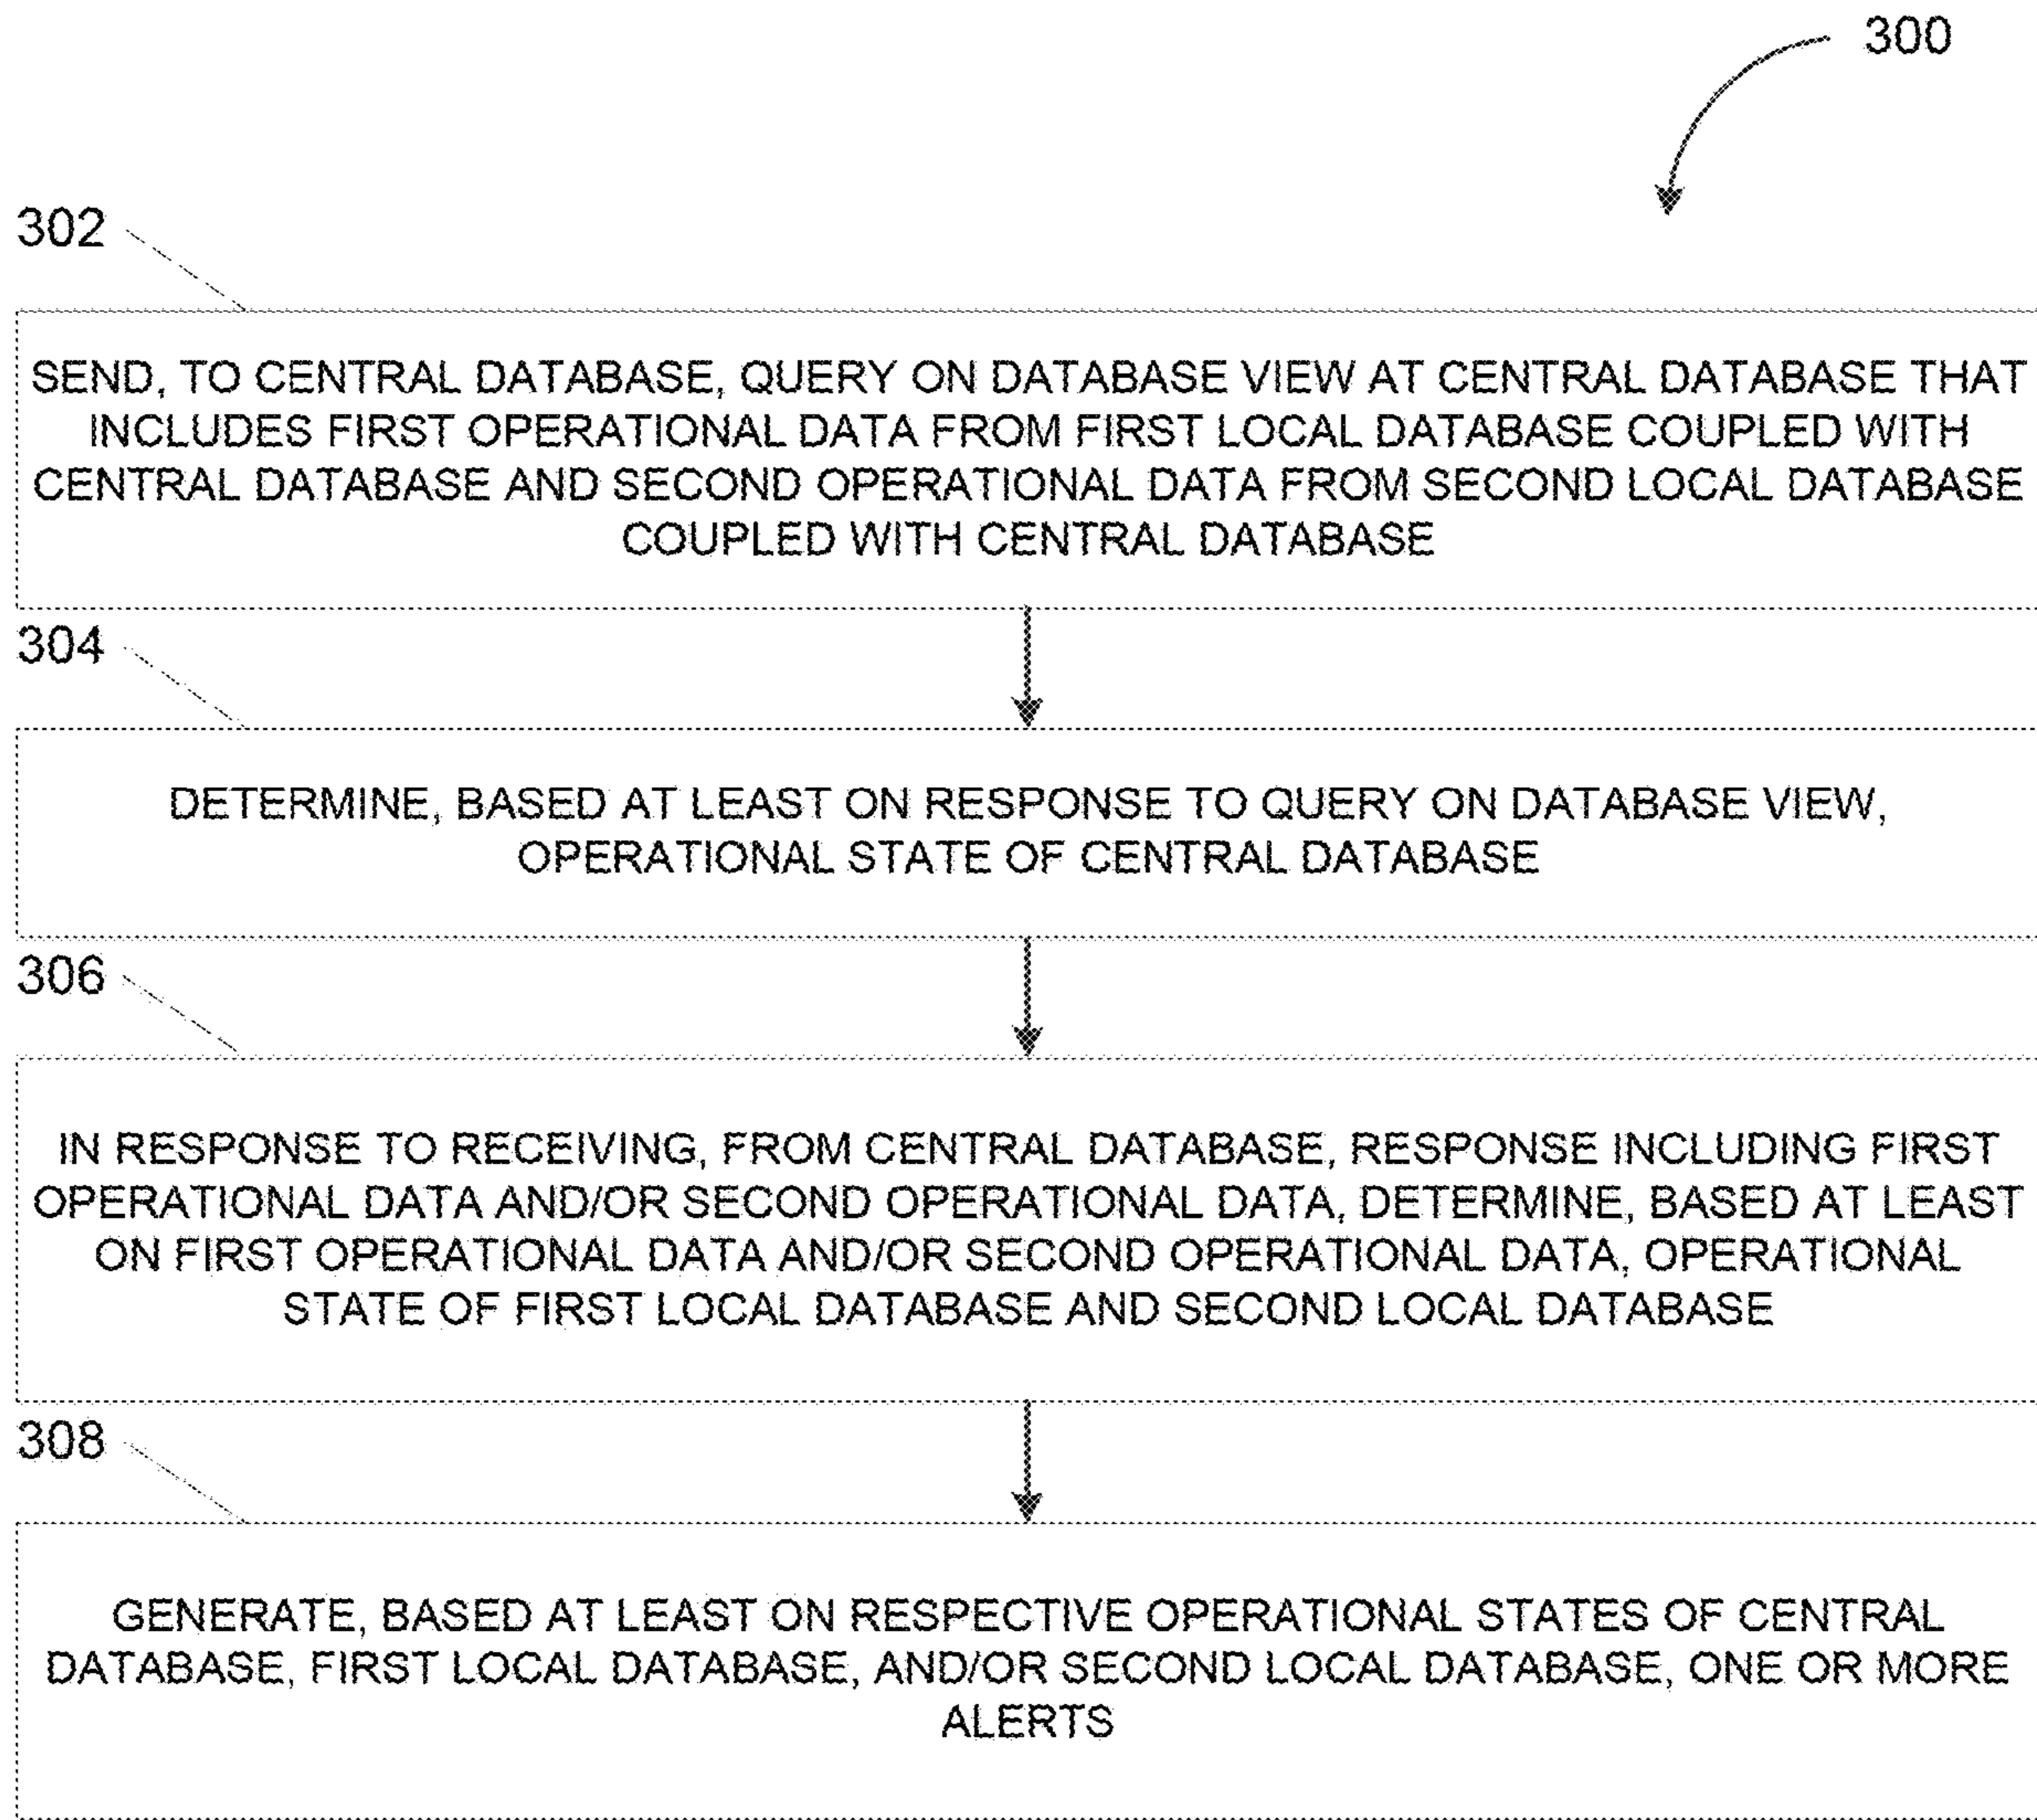 300
302
SEND, TO CENTRAL DATABASE, QUERY ON DATABASE VIEW AT CENTRAL DATABASE THAT
INCLUDES FIRST OPERATIONAL DATA FROM FIRST LOCAL DATABASE COUPLED WITH
CENTRAL DATABASE AND SECOND OPERATIONAL DATA FROM SECOND LOCAL DATABASE
COUPLED WITH CENTRAL DATABASE
304
DETERMINE, BASED AT LEAST ON RESPONSE TO QUERY ON DATABASE VIEW,
OPERATIONAL STATE OF CENTRAL DATABASE
306
IN RESPONSE TO RECEIVING, FROM CENTRAL DATABASE, RESPONSE INCLUDING FIRST
OPERATIONAL DATA AND/OR SECOND OPERATIONAL DATA, DETERMINE, BASED AT LEAST
ON FIRST OPERATIONAL DATA AND/OR SECOND OPERATIONAL DATA, OPERATIONAL
STATE OF FIRST LOCAL DATABASE AND SECOND LOCAL DATABASE
308
GENERATE, BASED AT LEAST ON RESPECTIVE OPERATIONAL STATES OF CENTRAL
DATABASE, FIRST LOCAL DATABASE, AND/OR SECOND LOCAL DATABASE, ONE OR MORE
ALERTS